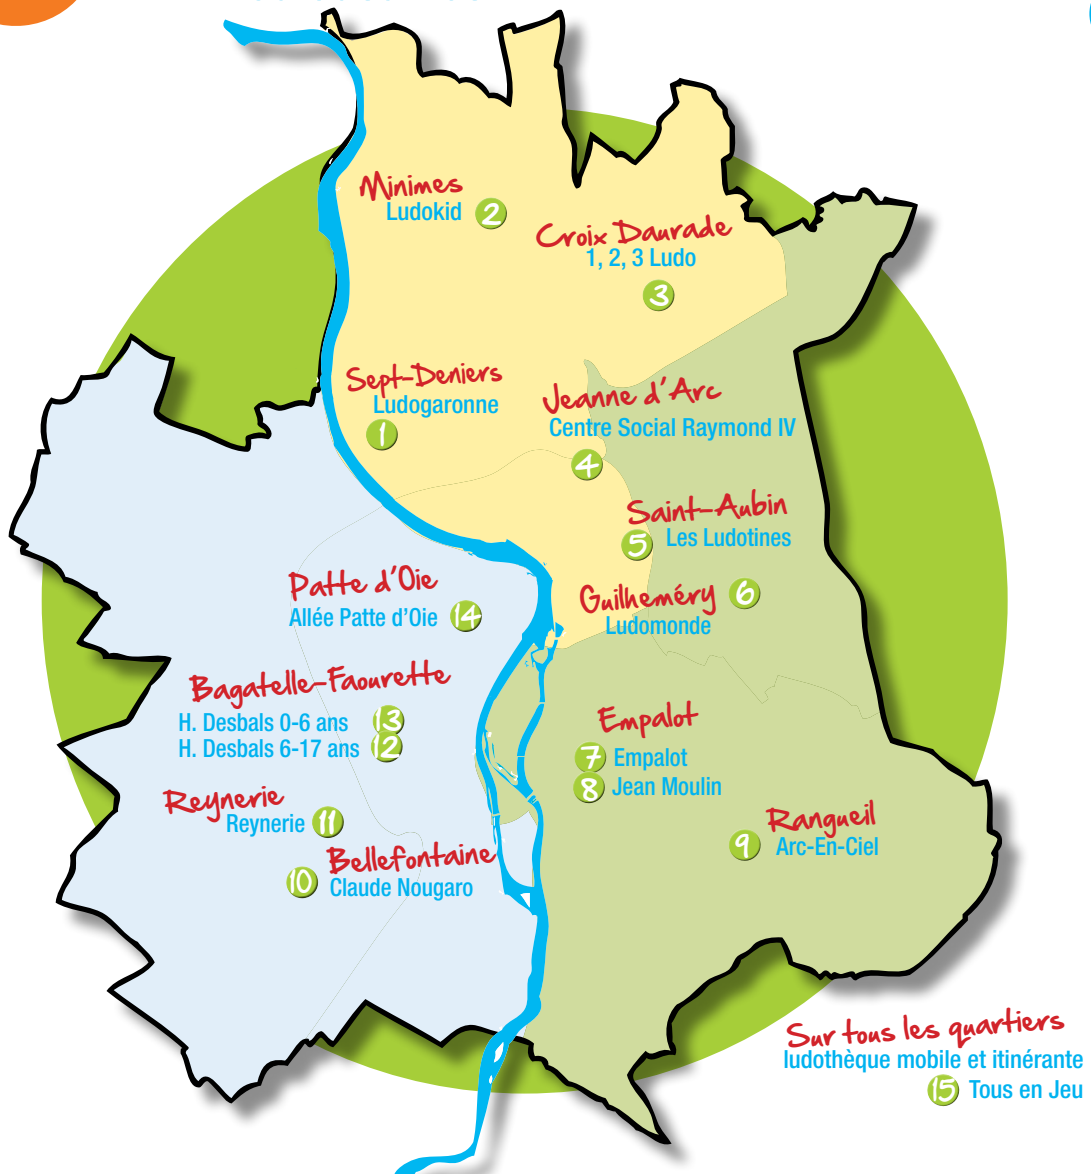 Minimes
Ludokid 2
Croix Daurade
1, 2, 3 Ludo
3
Sept-Deniers
Ludogaronne
1
Jeanne d'Arc
Centre Social Raymond IV
4
Saint-Aubin
5 Les Ludotines
Guilheméry 6
Ludomonde
Patte d'Oie
Allée Patte d'Oie 14
Bagatelle-Faourette
H. Desbals 0-6 ans 13
H. Desbals 6-17 ans 12
Empalot
7 Empalot
8 Jean Moulin
Reynerie
Reynerie 11
Rangueil
9 Arc-En-Ciel
Bellefontaine
10 Claude Nougaro
Sur tous les quartiers
ludothèque mobile et itinérante
15 Tous en Jeu